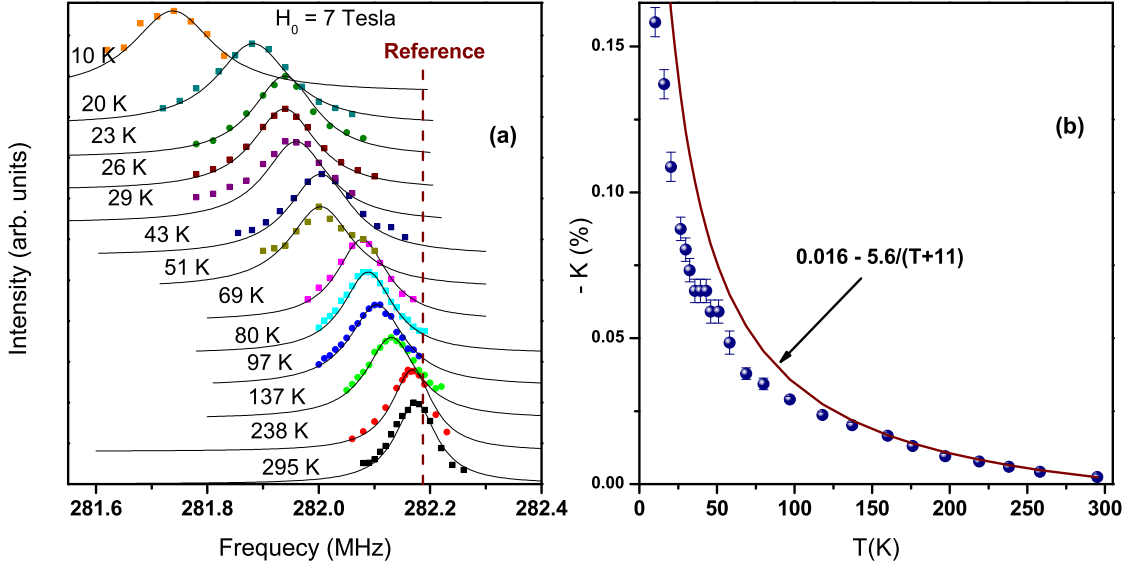 H₀ = 7 Tesla
Reference
(a)
10 K
20 K
23 K
26 K
29 K
43 K
51 K
69 K
80 K
97 K
137 K
238 K
295 K
Intensity (arb. units)
281.6
281.8
282.0
282.2
282.4
Frequecy (MHz)
(b)
0.016 - 5.6/(T+11)
- K (%)
0.15
0.10
0.05
0.00
0
50
100
150
200
250
300
T(K)